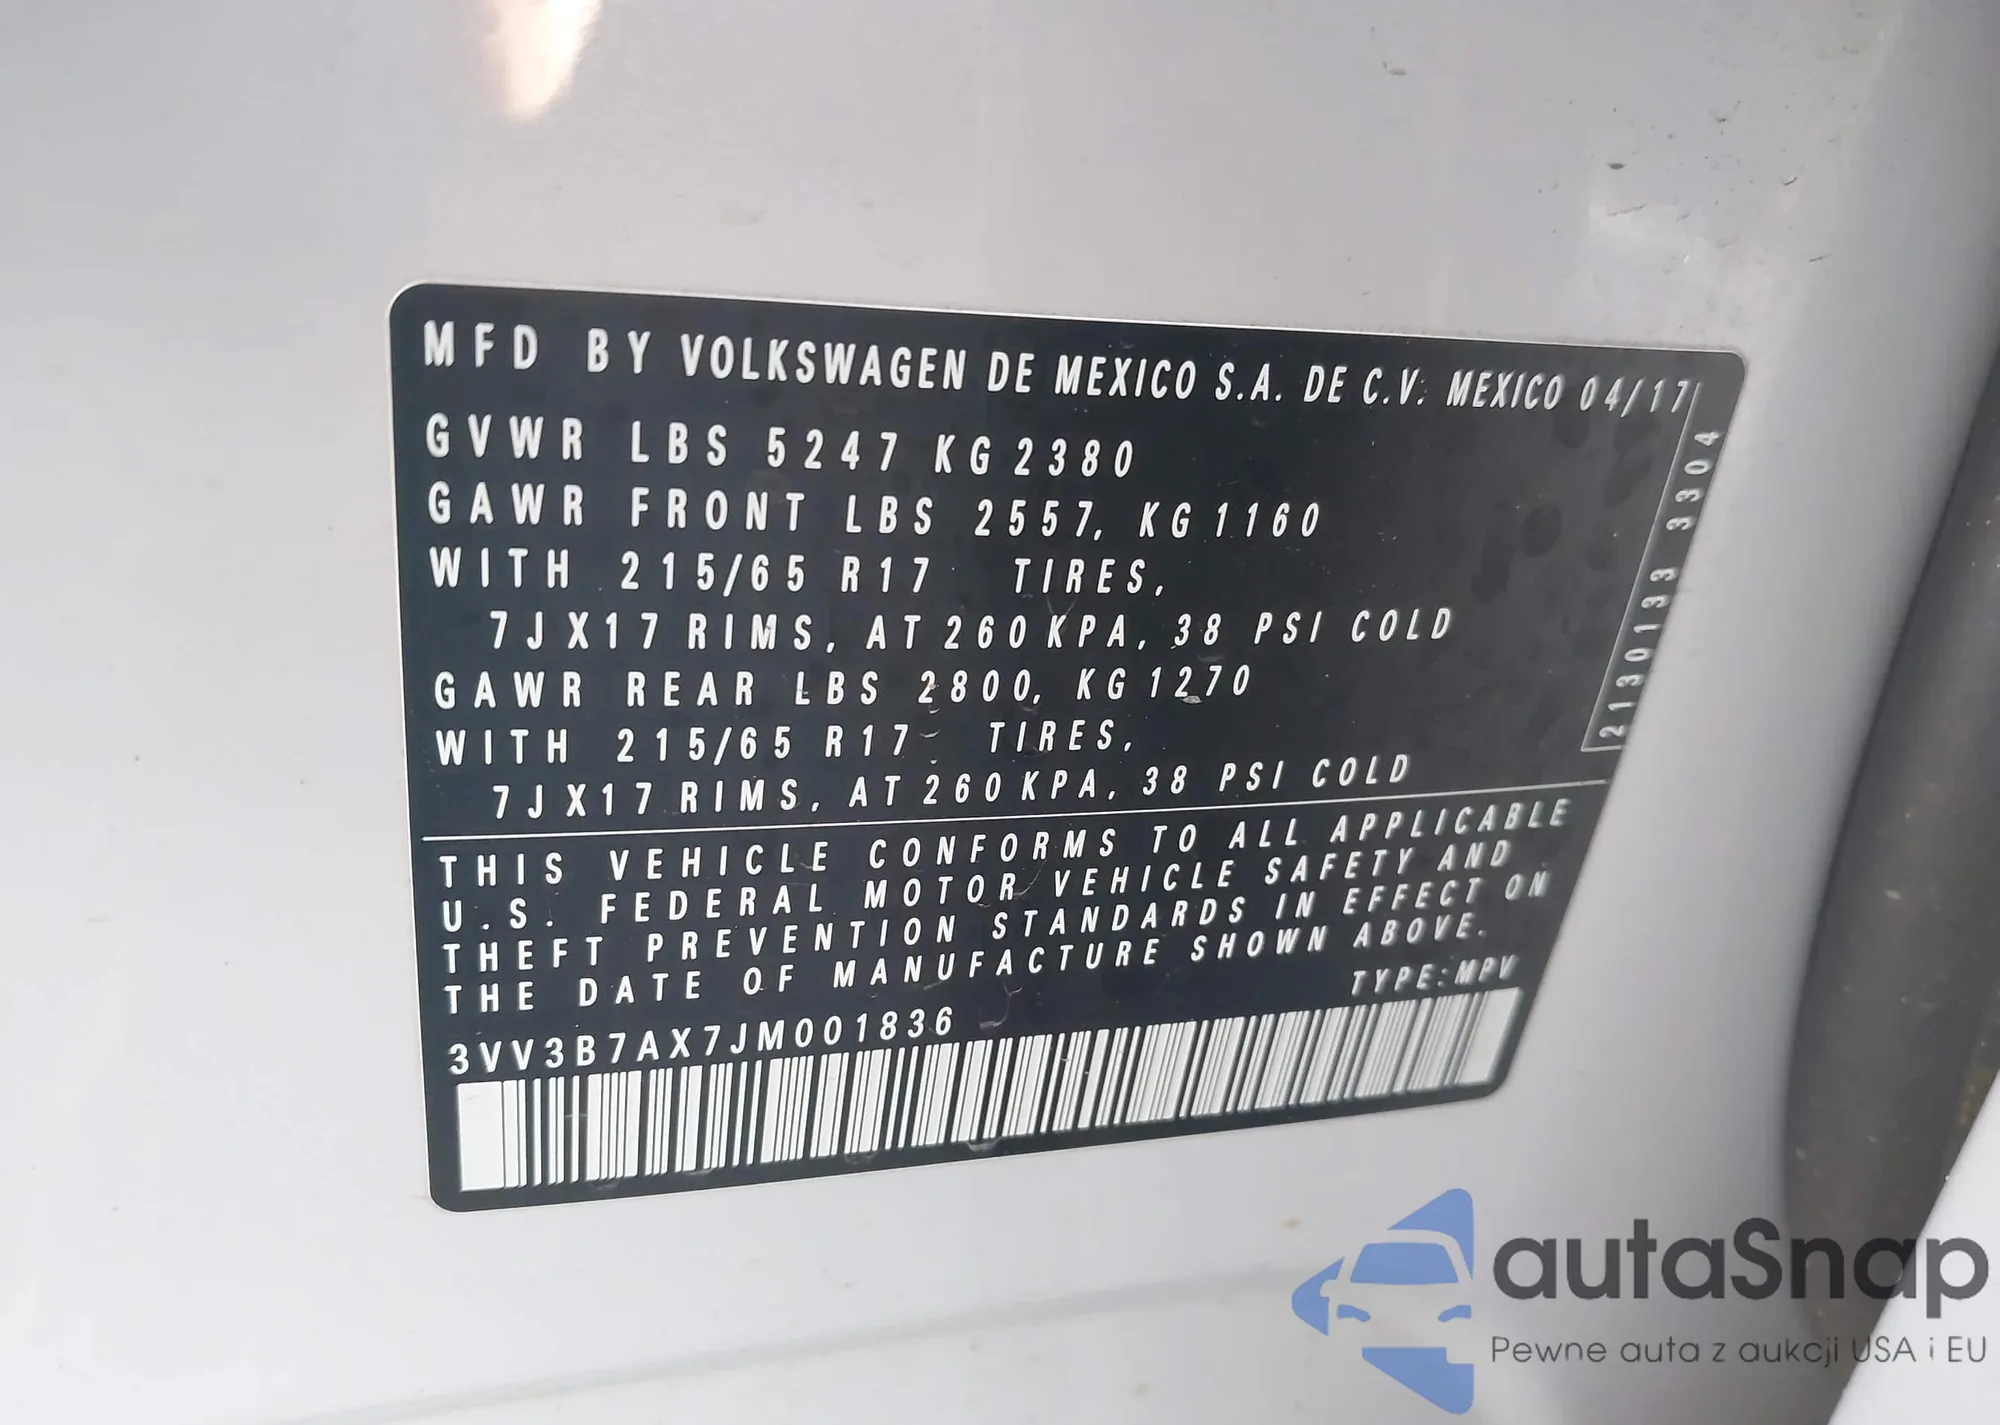 MFD BY VOLKSWAGEN DE MEXICO S.A. DE C.V. MEXICO 04/17
GVWR LBS 5247 KG 2380
GAWR FRONT LBS 2557, KG 1160
WITH 215/65 R17 TIRES,
7J X17 RIMS, AT 260 KPA, 38 PSI COLD
GAWR REAR LBS 2800, KG 1270
WITH 215/65 R17 TIRES,
7J X17 RIMS, AT 260 KPA, 38 PSI COLD
2130133 3304
THIS VEHICLE CONFORMS TO ALL APPLICABLE
U.S. FEDERAL MOTOR VEHICLE SAFETY AND
THEFT PREVENTION STANDARDS IN EFFECT ON
THE DATE OF MANUFACTURE SHOWN ABOVE.
TYPE: MPV
3VV3B7AX7JM001836
autaSnap
Pewne auta z aukcji USA i EU